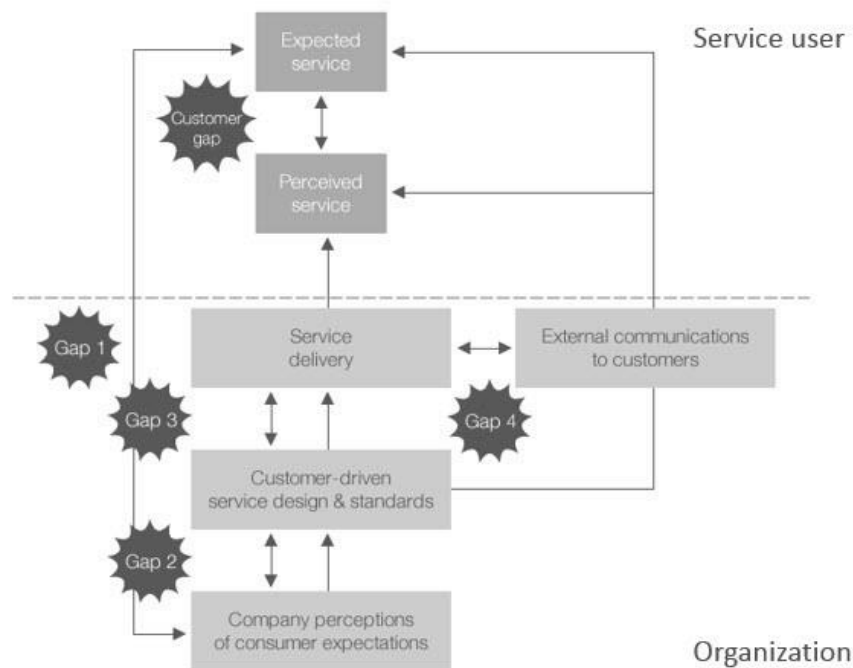 Service user
Expected
service
Customer
gap
Perceived
service
Gap 1
Service
delivery
External communications
to customers
Gap 3
Gap 4
Customer-driven
service design & standards
Gap 2
Company perceptions
of consumer expectations
Organization